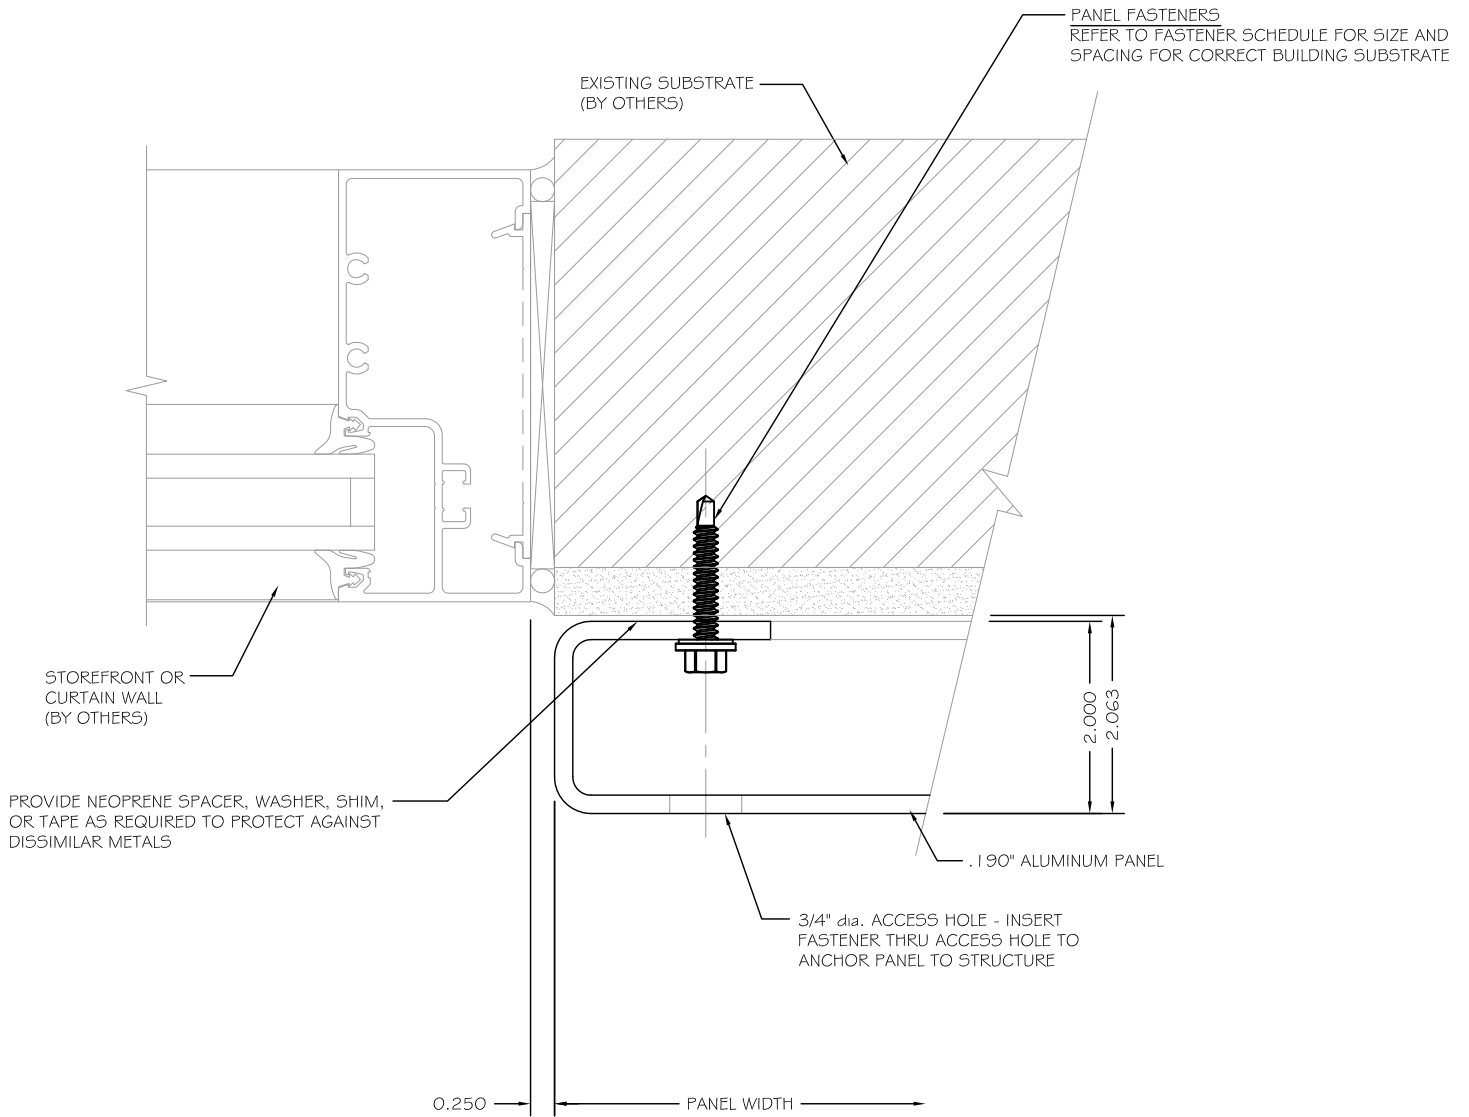 PANEL FASTENERS
REFER TO FASTENER SCHEDULE FOR SIZE AND
SPACING FOR CORRECT BUILDING SUBSTRATE
EXISTING SUBSTRATE
(BY OTHERS)
STOREFRONT OR
CURTAIN WALL
(BY OTHERS)
2.000
2.063
PROVIDE NEOPRENE SPACER, WASHER, SHIM,
OR TAPE AS REQUIRED TO PROTECT AGAINST
DISSIMILAR METALS
.190" ALUMINUM PANEL
3/4" dia. ACCESS HOLE - INSERT
FASTENER THRU ACCESS HOLE TO
ANCHOR PANEL TO STRUCTURE
0.250
PANEL WIDTH